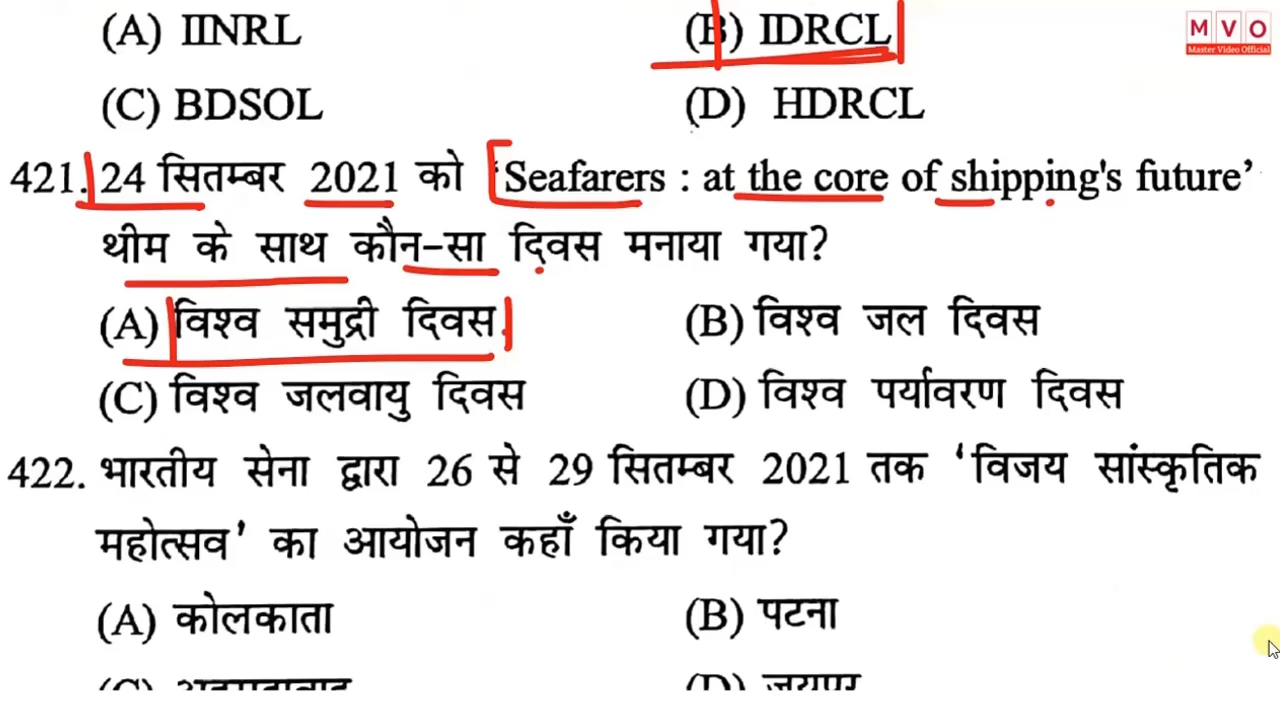 (A) IINRL (B) IDRCL
M V O
Master Video Official
(C) BDSOL (D) HDRCL
421. 24 सितम्बर 2021 को ‘Seafarers : at the core of shipping's future’
थीम के साथ कौन-सा दिवस मनाया गया?
(A) विश्व समुद्री दिवस (B) विश्व जल दिवस
(C) विश्व जलवायु दिवस (D) विश्व पर्यावरण दिवस
422. भारतीय सेना द्वारा 26 से 29 सितम्बर 2021 तक ‘विजय सांस्कृतिक
महोत्सव’ का आयोजन कहाँ किया गया?
(A) कोलकाता (B) पटना
(C) अहमदाबाद (D) जयपुर